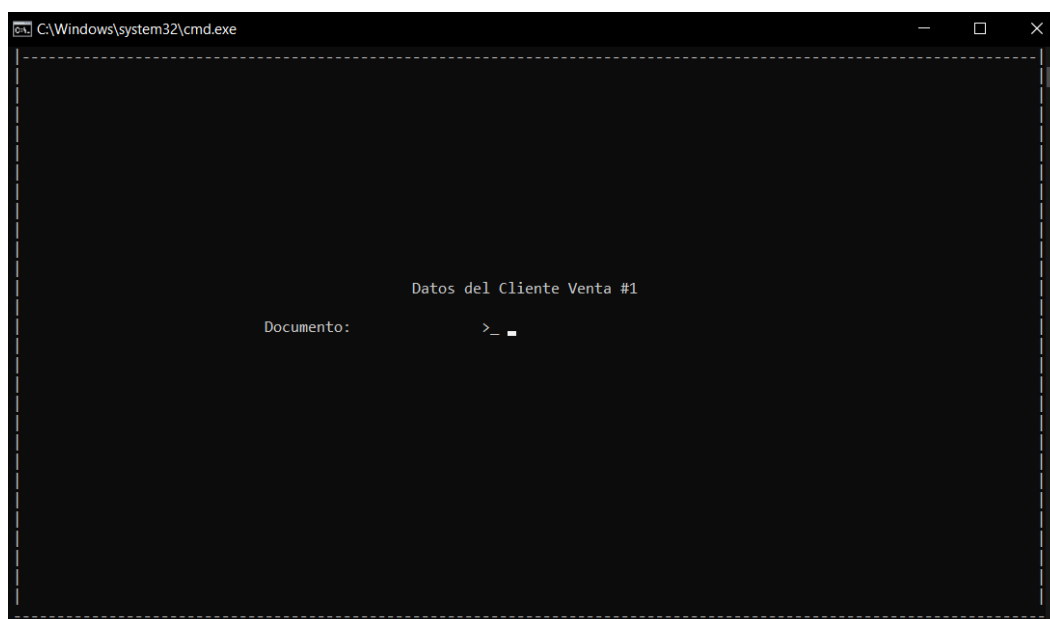 C:\Windows\system32\cmd.exe
Datos del Cliente Venta #1
Documento: >_